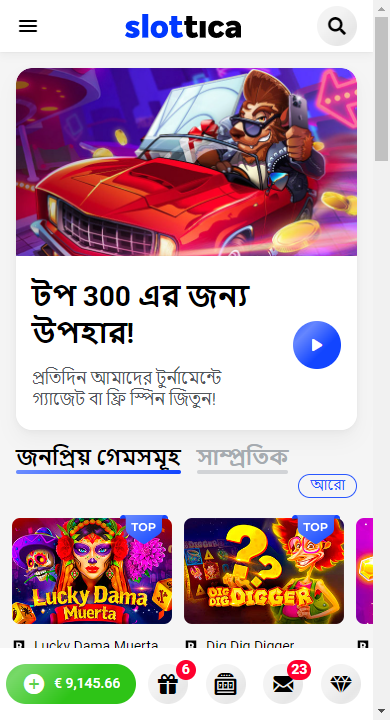 slottica
টপ 300 এর জন্য
উপহার!
প্রতিদিন আমাদের টুর্নামেন্টে
গ্যাজেট বা ফ্রি স্পিন জিতুন!
জনপ্রিয় গেমসমূহ সাম্প্রতিক
আরো
TOP TOP
Lucky Dama
Muerta
DIG DIG
DIGGER
Lucky Dama Muerta Dig Dig Digger
€ 9,145.66 6 23